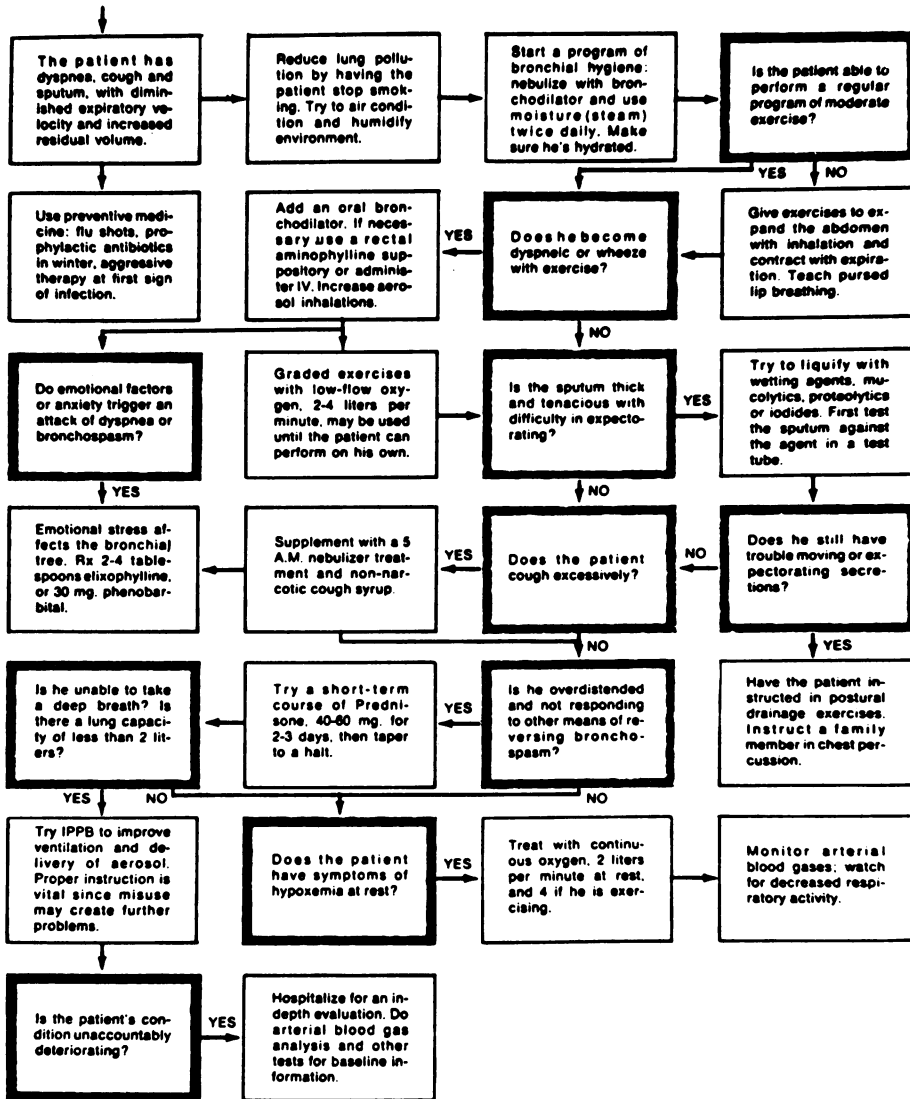 The patient has
dyspnea, cough and
sputum, with dimin-
ished expiratory ve-
locity and increased
residual volume.
Reduce lung pollu-
tion by having the
patient stop smok-
ing. Try to air condi-
tion and humidify
environment.
Start a program of
bronchial hygiene:
nebulize with bron-
chodilator and use
moisture (steam)
twice daily. Make
sure he's hydrated.
Is the patient able to
perform a regular
program of moderate
exercise?
YES
NO
Use preventive medi-
cine: flu shots, pro-
phylactic antibiotics
in winter, aggressive
therapy at first sign
of infection.
Add an oral bron-
chodilator. If neces-
sary use a rectal
aminophylline sup-
pository or adminis-
ter IV. Increase aero-
sol inhalations.
YES
Does he become
dyspneic or wheeze
with exercise?
Give exercises to ex-
pand the abdomen
with inhalation and
contract with expira-
tion. Teach pursed
lip breathing.
NO
Do emotional factors
or anxiety trigger an
attack of dyspnea or
bronchospasm?
Graded exercises
with low-flow oxy-
gen, 2-4 liters per
minute, may be used
until the patient can
perform on his own.
Is the sputum thick
and tenacious with
difficulty in expecto-
rating?
YES
Try to liquify with
wetting agents, mu-
colytics, proteolytics
or iodides. First test
the sputum against
the agent in a test
tube.
YES
NO
Emotional stress af-
fects the bronchial
tree. Rx 2-4 table-
spoons elixophylline,
or 30 mg. phenobar-
bital.
Supplement with a 5
A.M. nebulizer treat-
ment and non-nar-
cotic cough syrup.
YES
Does the patient
cough excessively?
NO
Does he still have
trouble moving or ex-
pectorating secre-
tions?
NO
YES
Is he unable to take
a deep breath? Is
there a lung capaci-
ty of less than 2 li-
ters?
Try a short-term
course of Predni-
sone, 40-60 mg. for
2-3 days, then taper
to a halt.
YES
Is he overdistended
and not responding
to other means of re-
versing broncho-
spasm?
Have the patient in-
structed in postural
drainage exercises.
Instruct a family
member in chest per-
cussion.
YES
NO
NO
Try IPPB to improve
ventilation and de-
livery of aerosol.
Proper instruction is
vital since misuse
may create further
problems.
Does the patient
have symptoms of
hypoxemia at rest?
YES
Treat with continu-
ous oxygen, 2 liters
per minute at rest,
and 4 if he is exer-
cising.
Monitor arterial
blood gases; watch
for decreased respi-
ratory activity.
Is the patient's con-
dition unaccountably
deteriorating?
YES
Hospitalize for an in-
depth evaluation. Do
arterial blood gas
analysis and other
tests for baseline in-
formation.